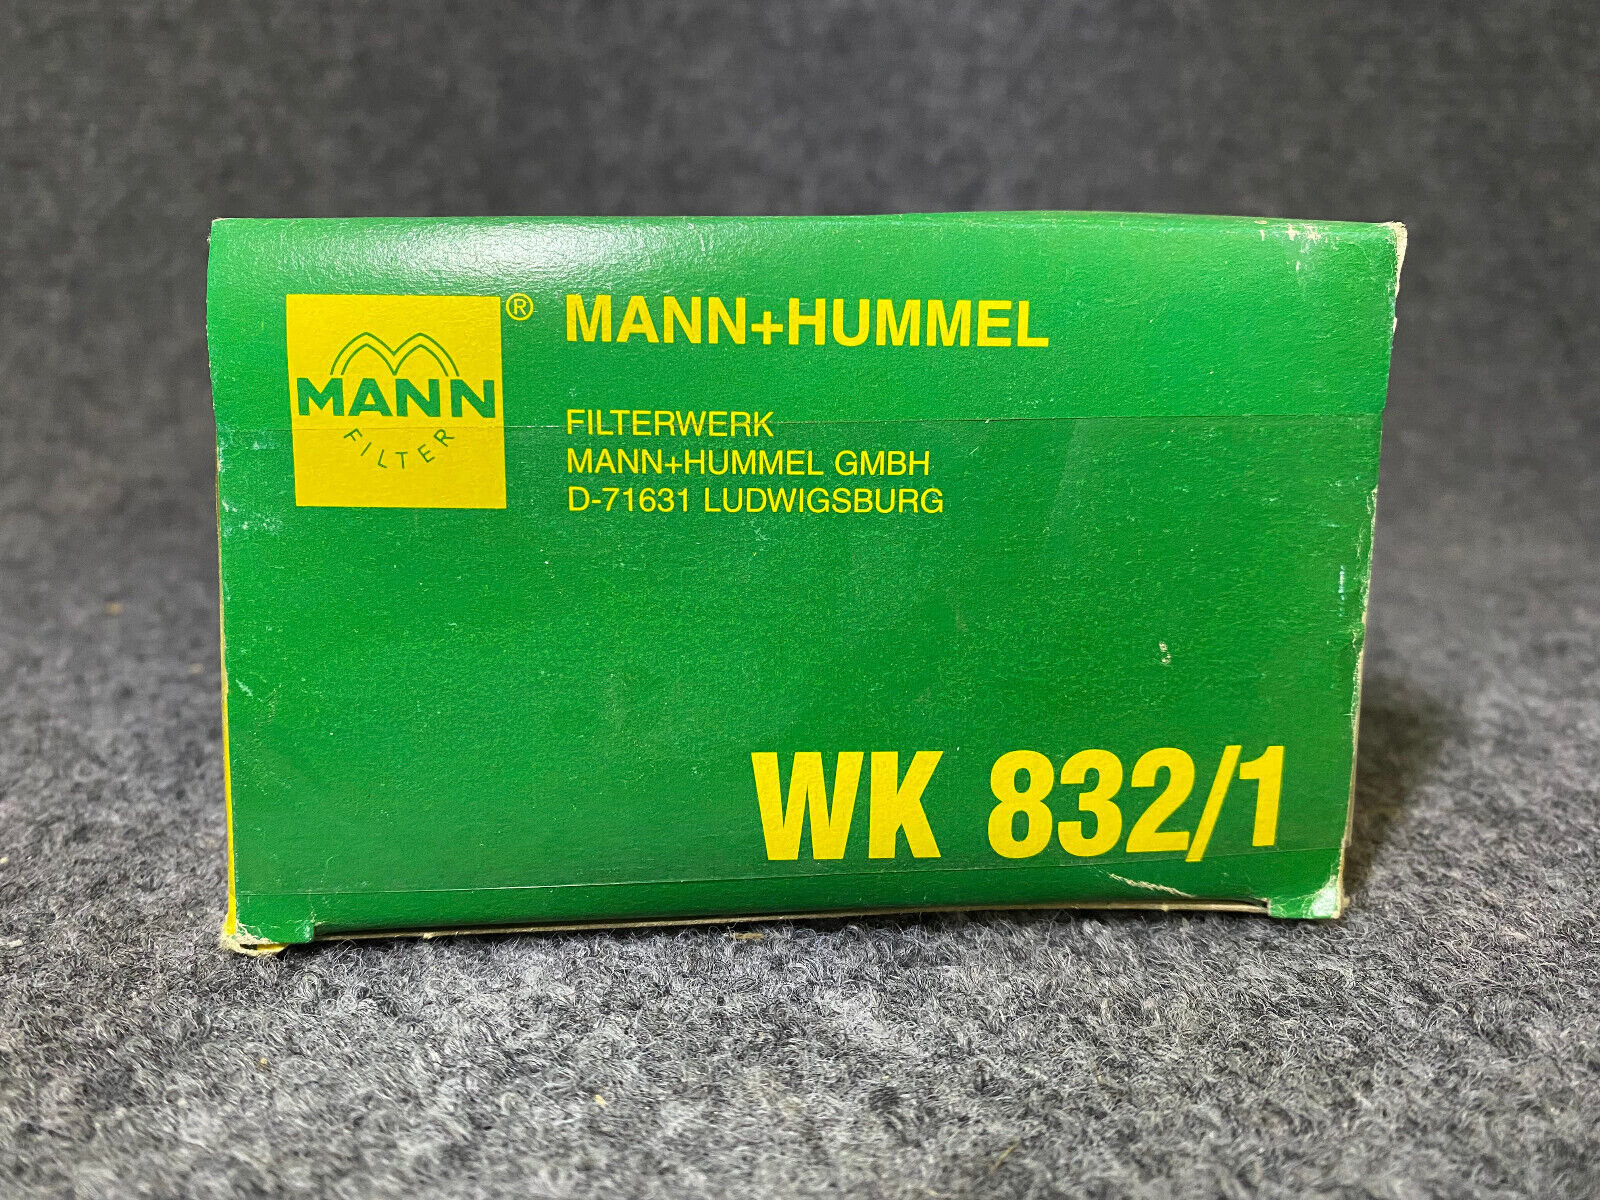 MANN
FILTER
®
MANN+HUMMEL
FILTERWERK
MANN+HUMMEL GMBH
D-71631 LUDWIGSBURG
WK 832/1